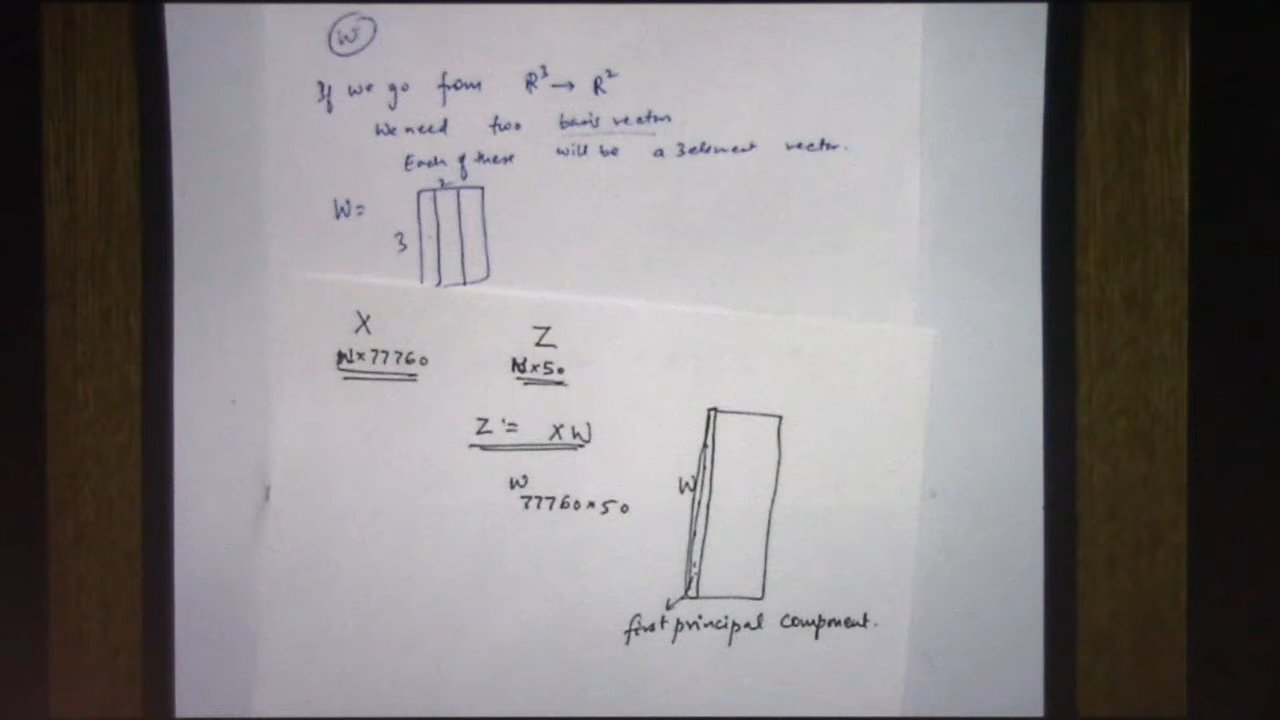 W
If we go from R³ → R²
We need two basis vectors
Each of these will be a 3 element vector.
2
W=
3
X
Z
N×77760
N×50
Z = XW
W
77760×50
W
first principal component.